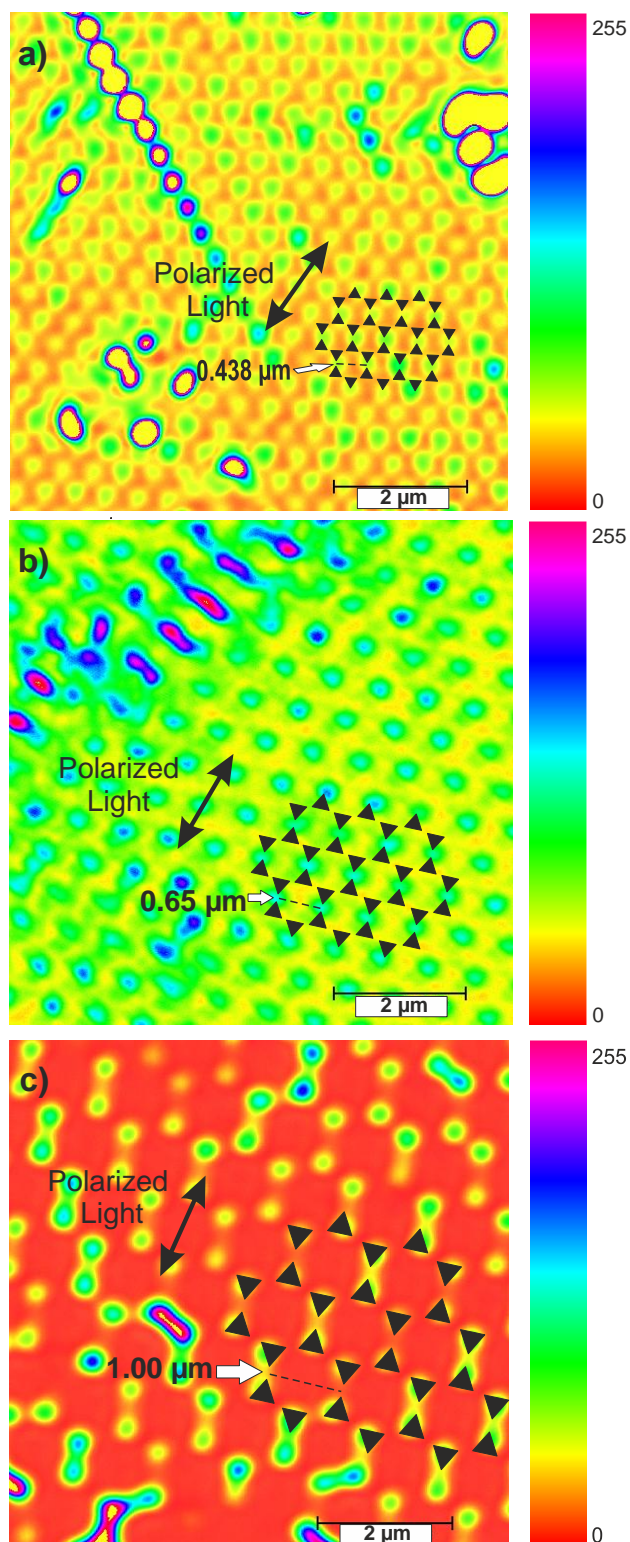 a)
255
Polarized
Light
0.438 µm
2 µm
0
b)
255
Polarized
Light
0.65 µm
2 µm
0
c)
255
Polarized
Light
1.00 µm
2 µm
0